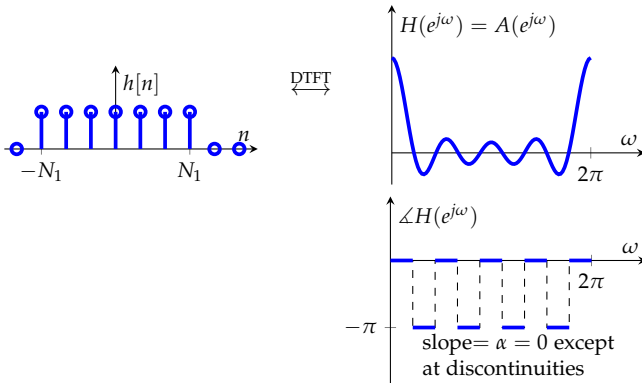 h[n]
n
−N₁
N₁
DTFT
H(e^{jω}) = A(e^{jω})
ω
2π
∡H(e^{jω})
ω
2π
−π
slope= α = 0 except
at discontinuities